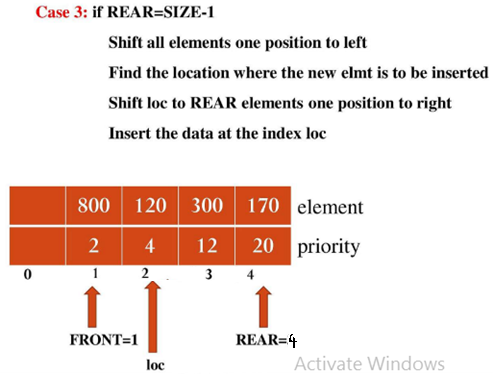 Case 3: if REAR=SIZE-1
Shift all elements one position to left
Find the location where the new elmt is to be inserted
Shift loc to REAR elements one position to right
Insert the data at the index loc
800 120 300 170 element
2 4 12 20 priority
0 1 2 3 4
FRONT=1 REAR=4
loc
Activate Windows